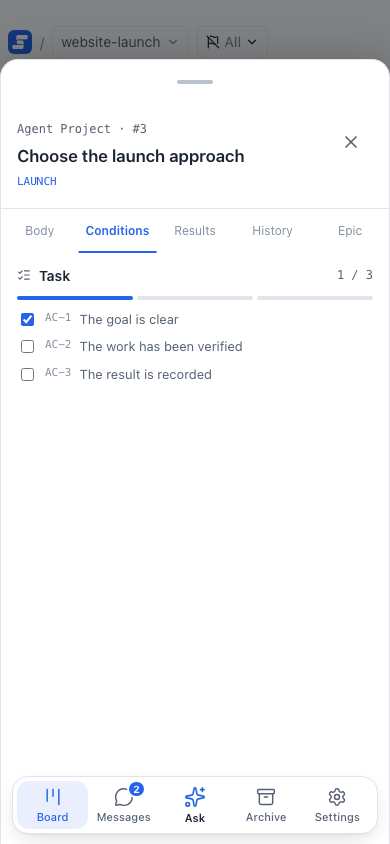 / website-launch All
Agent Project · #3
Choose the launch approach
LAUNCH
Body Conditions Results History Epic
Task 1 / 3
AC-1 The goal is clear
AC-2 The work has been verified
AC-3 The result is recorded
2
Board Messages Ask Archive Settings